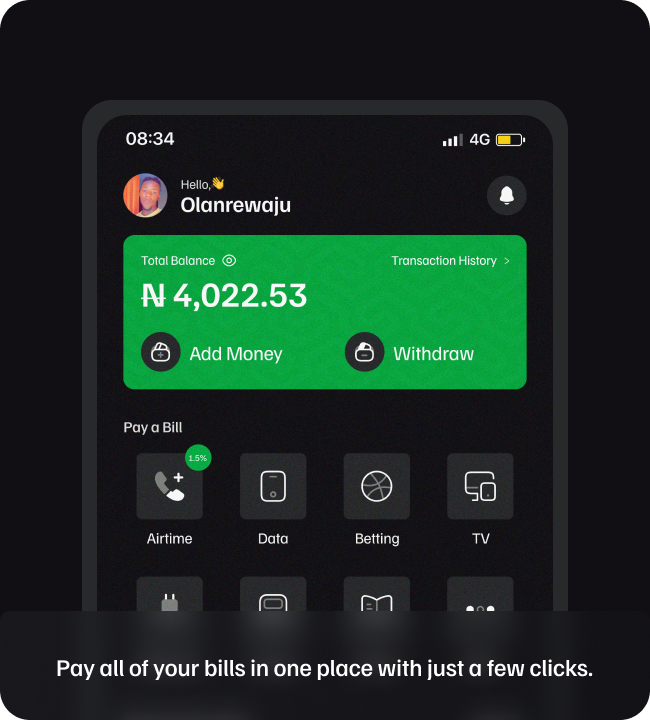 08:34
4G
Hello,👋
Olanrewaju
Total Balance
Transaction History >
₦ 4,022.53
Add Money
Withdraw
Pay a Bill
1.5%
Airtime
Data
Betting
TV
Pay all of your bills in one place with just a few clicks.